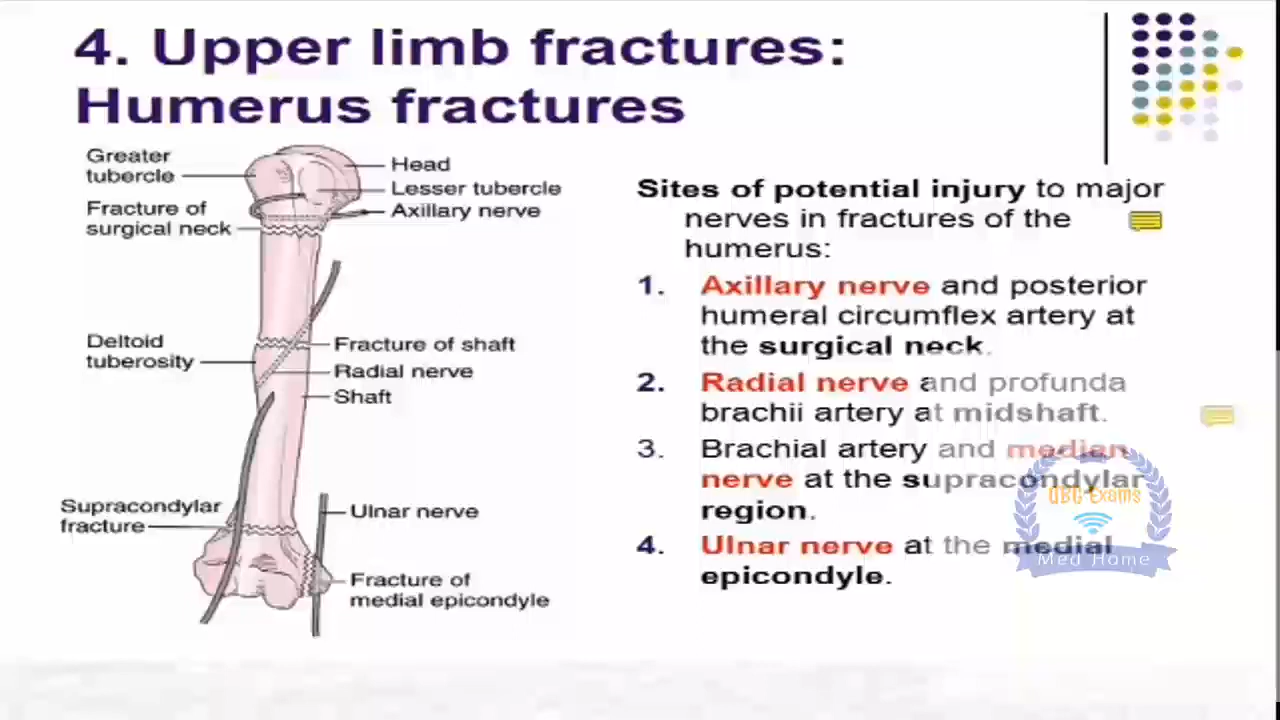 4. Upper limb fractures:
Humerus fractures
Greater
tubercle
Fracture of
surgical neck
Deltoid
tuberosity
Supracondylar
fracture
Head
Lesser tubercle
Axillary nerve
Fracture of shaft
Radial nerve
Shaft
Ulnar nerve
Fracture of
medial epicondyle
Sites of potential injury to major
nerves in fractures of the
humerus:
1. Axillary nerve and posterior
humeral circumflex artery at
the surgical neck.
2. Radial nerve and profunda
brachii artery at midshaft.
3. Brachial artery and median
nerve at the supracondylar
region.
4. Ulnar nerve at the medial
epicondyle.
QBG Exams
Med Home